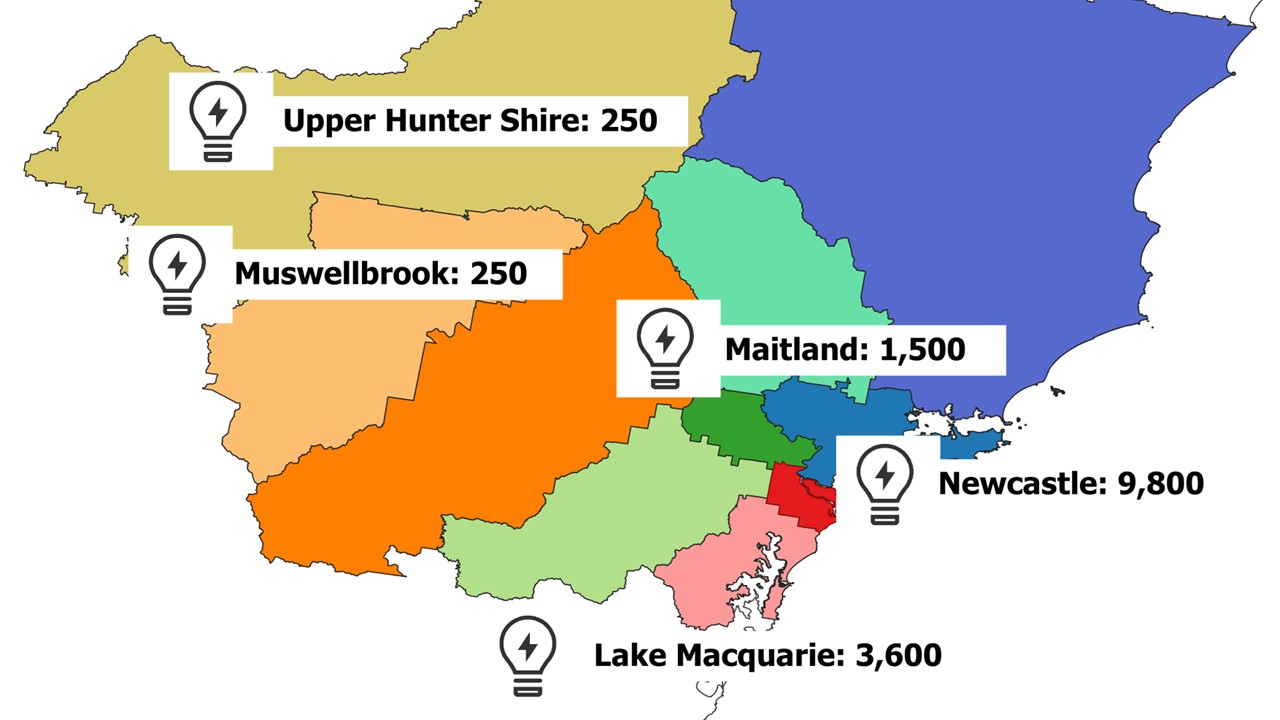 Upper Hunter Shire: 250
Muswellbrook: 250
Maitland: 1,500
Newcastle: 9,800
Lake Macquarie: 3,600